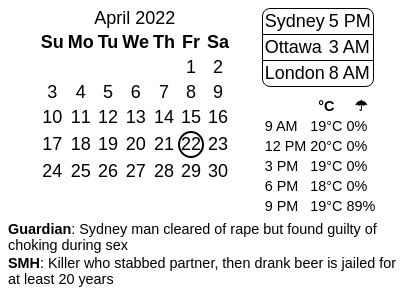 April 2022
Su Mo Tu We Th Fr Sa
1 2
3 4 5 6 7 8 9
10 11 12 13 14 15 16
17 18 19 20 21 22 23
24 25 26 27 28 29 30
Sydney 5 PM
Ottawa 3 AM
London 8 AM
°C ☂
9 AM 19°C 0%
12 PM 20°C 0%
3 PM 19°C 0%
6 PM 18°C 0%
9 PM 19°C 89%
Guardian: Sydney man cleared of rape but found guilty of
choking during sex
SMH: Killer who stabbed partner, then drank beer is jailed for
at least 20 years